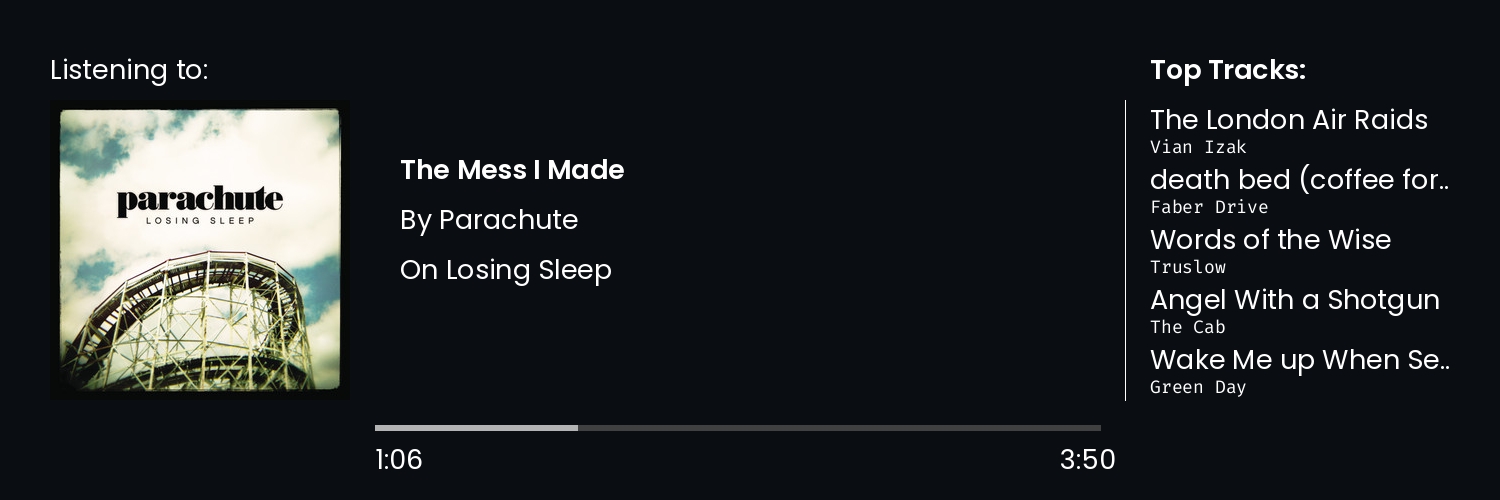 Listening to:
parachute
LOSING SLEEP
The Mess I Made
By Parachute
On Losing Sleep
1:06
3:50
Top Tracks:
The London Air Raids
Vian Izak
death bed (coffee for..
Faber Drive
Words of the Wise
Truslow
Angel With a Shotgun
The Cab
Wake Me up When Se..
Green Day